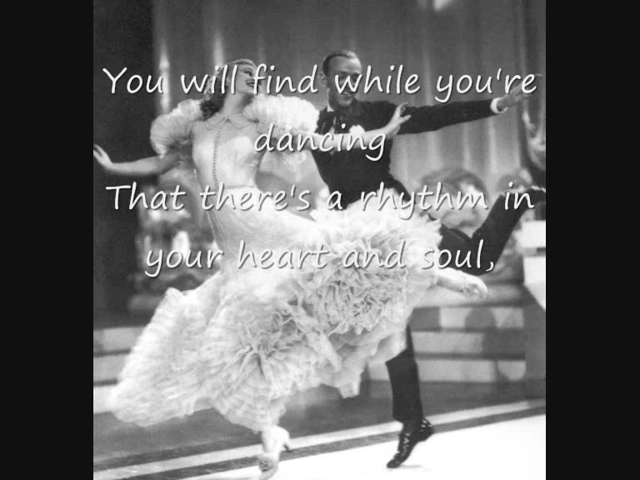 You will find while you're
dancing
That there's a rhythm in
your heart and soul,